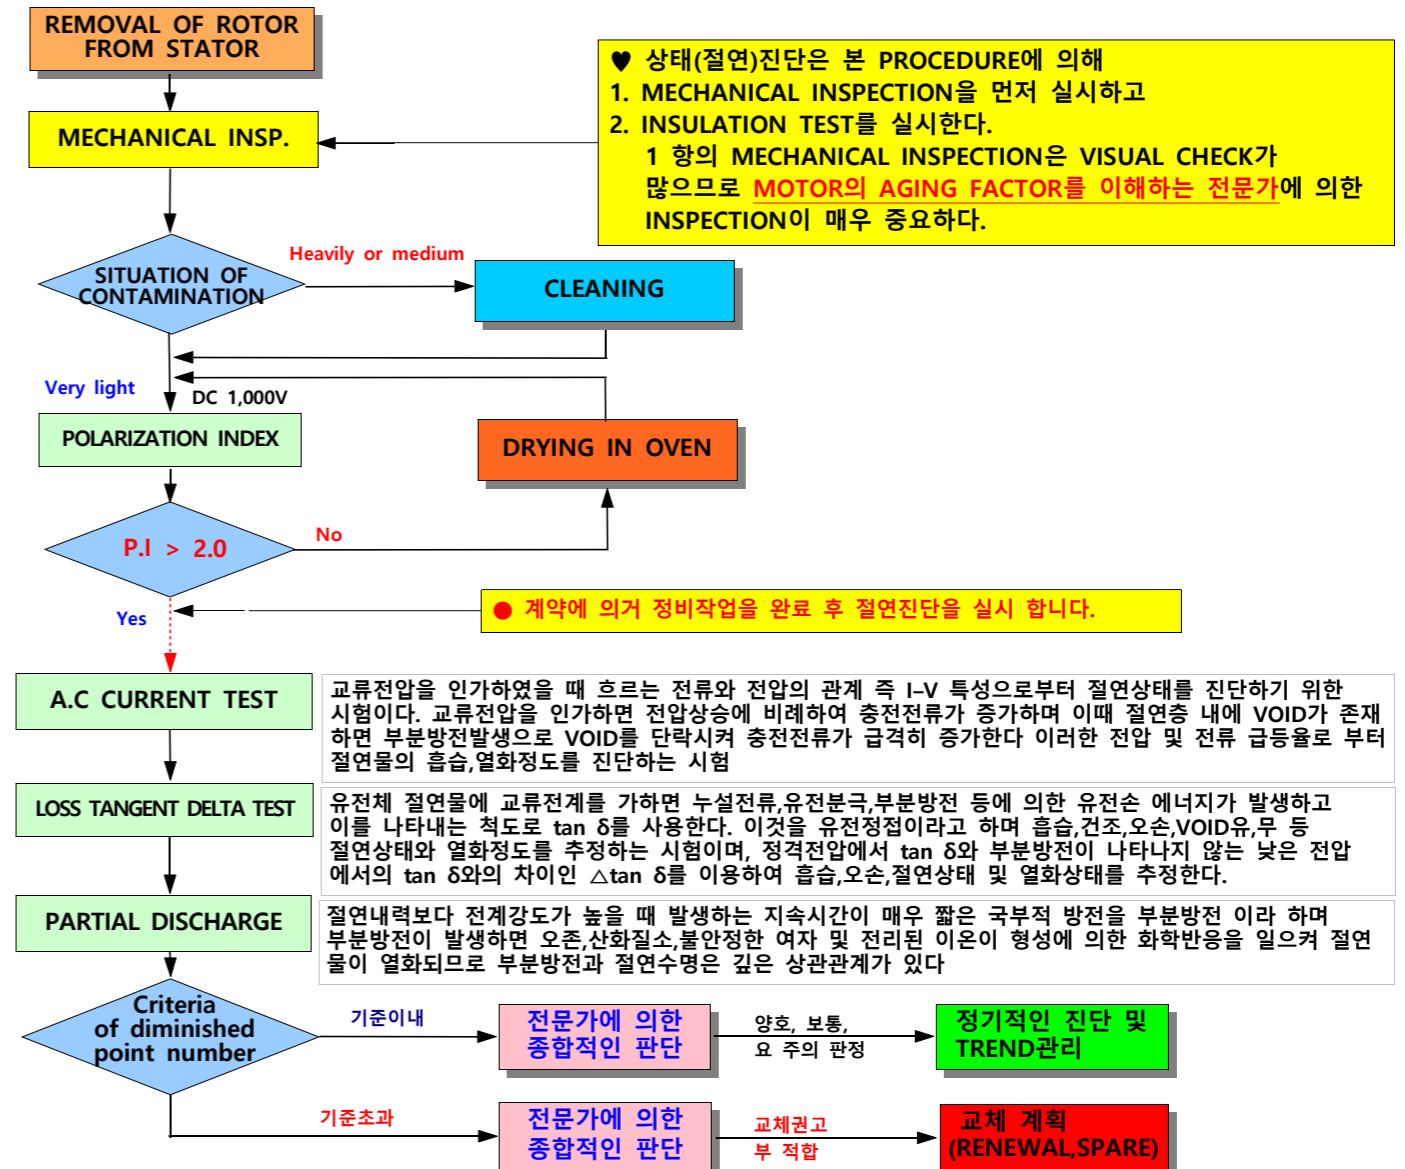 REMOVAL OF ROTOR
FROM STATOR
♥ 상태(절연)진단은 본 PROCEDURE에 의해
1. MECHANICAL INSPECTION을 먼저 실시하고
2. INSULATION TEST를 실시한다.
1 항의 MECHANICAL INSPECTION은 VISUAL CHECK가
많으므로 MOTOR의 AGING FACTOR를 이해하는 전문가에 의한
INSPECTION이 매우 중요하다.
MECHANICAL INSP.
SITUATION OF
CONTAMINATION
Heavily or medium
CLEANING
Very light
DC 1,000V
POLARIZATION INDEX
DRYING IN OVEN
P.I > 2.0
No
Yes
● 계약에 의거 정비작업을 완료 후 절연진단을 실시 합니다.
A.C CURRENT TEST
교류전압을 인가하였을 때 흐르는 전류와 전압의 관계 즉 I–V 특성으로부터 절연상태를 진단하기 위한
시험이다. 교류전압을 인가하면 전압상승에 비례하여 충전전류가 증가하며 이때 절연층 내에 VOID가 존재
하면 부분방전발생으로 VOID를 단락시켜 충전전류가 급격히 증가한다 이러한 전압 및 전류 급등율로 부터
절연물의 흡습,열화정도를 진단하는 시험
LOSS TANGENT DELTA TEST
유전체 절연물에 교류전계를 가하면 누설전류,유전분극,부분방전 등에 의한 유전손 에너지가 발생하고
이를 나타내는 척도로 tan δ를 사용한다. 이것을 유전정접이라고 하며 흡습,건조,오손,VOID유,무 등
절연상태와 열화정도를 추정하는 시험이며, 정격전압에서 tan δ와 부분방전이 나타나지 않는 낮은 전압
에서의 tan δ와의 차이인 △tan δ를 이용하여 흡습,오손,절연상태 및 열화상태를 추정한다.
PARTIAL DISCHARGE
절연내력보다 전계강도가 높을 때 발생하는 지속시간이 매우 짧은 국부적 방전을 부분방전 이라 하며
부분방전이 발생하면 오존,산화질소,불안정한 여자 및 전리된 이온이 형성에 의한 화학반응을 일으켜 절연
물이 열화되므로 부분방전과 절연수명은 깊은 상관관계가 있다
Criteria
of diminished
point number
기준이내
전문가에 의한
종합적인 판단
양호, 보통,
요 주의 판정
정기적인 진단 및
TREND관리
기준초과
전문가에 의한
종합적인 판단
교체권고
부 적합
교체 계획
(RENEWAL,SPARE)